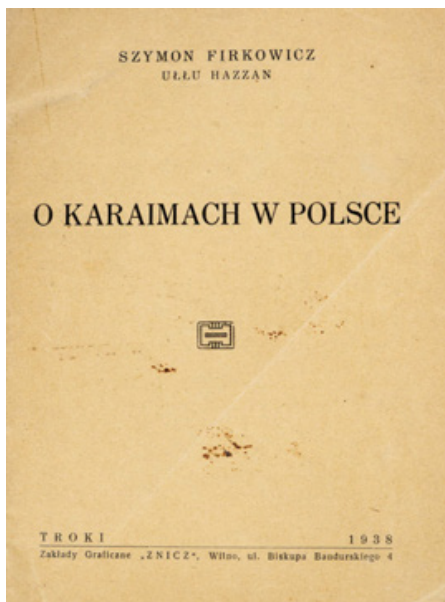 SZYMON FIRKOWICZ
UŁŁU HAZZAN
O KARAIMACH W POLSCE
TROKI 1938
Zakłady Graficzne „ZNICZ”, Wilno, ul. Biskupa Bandurskiego 4